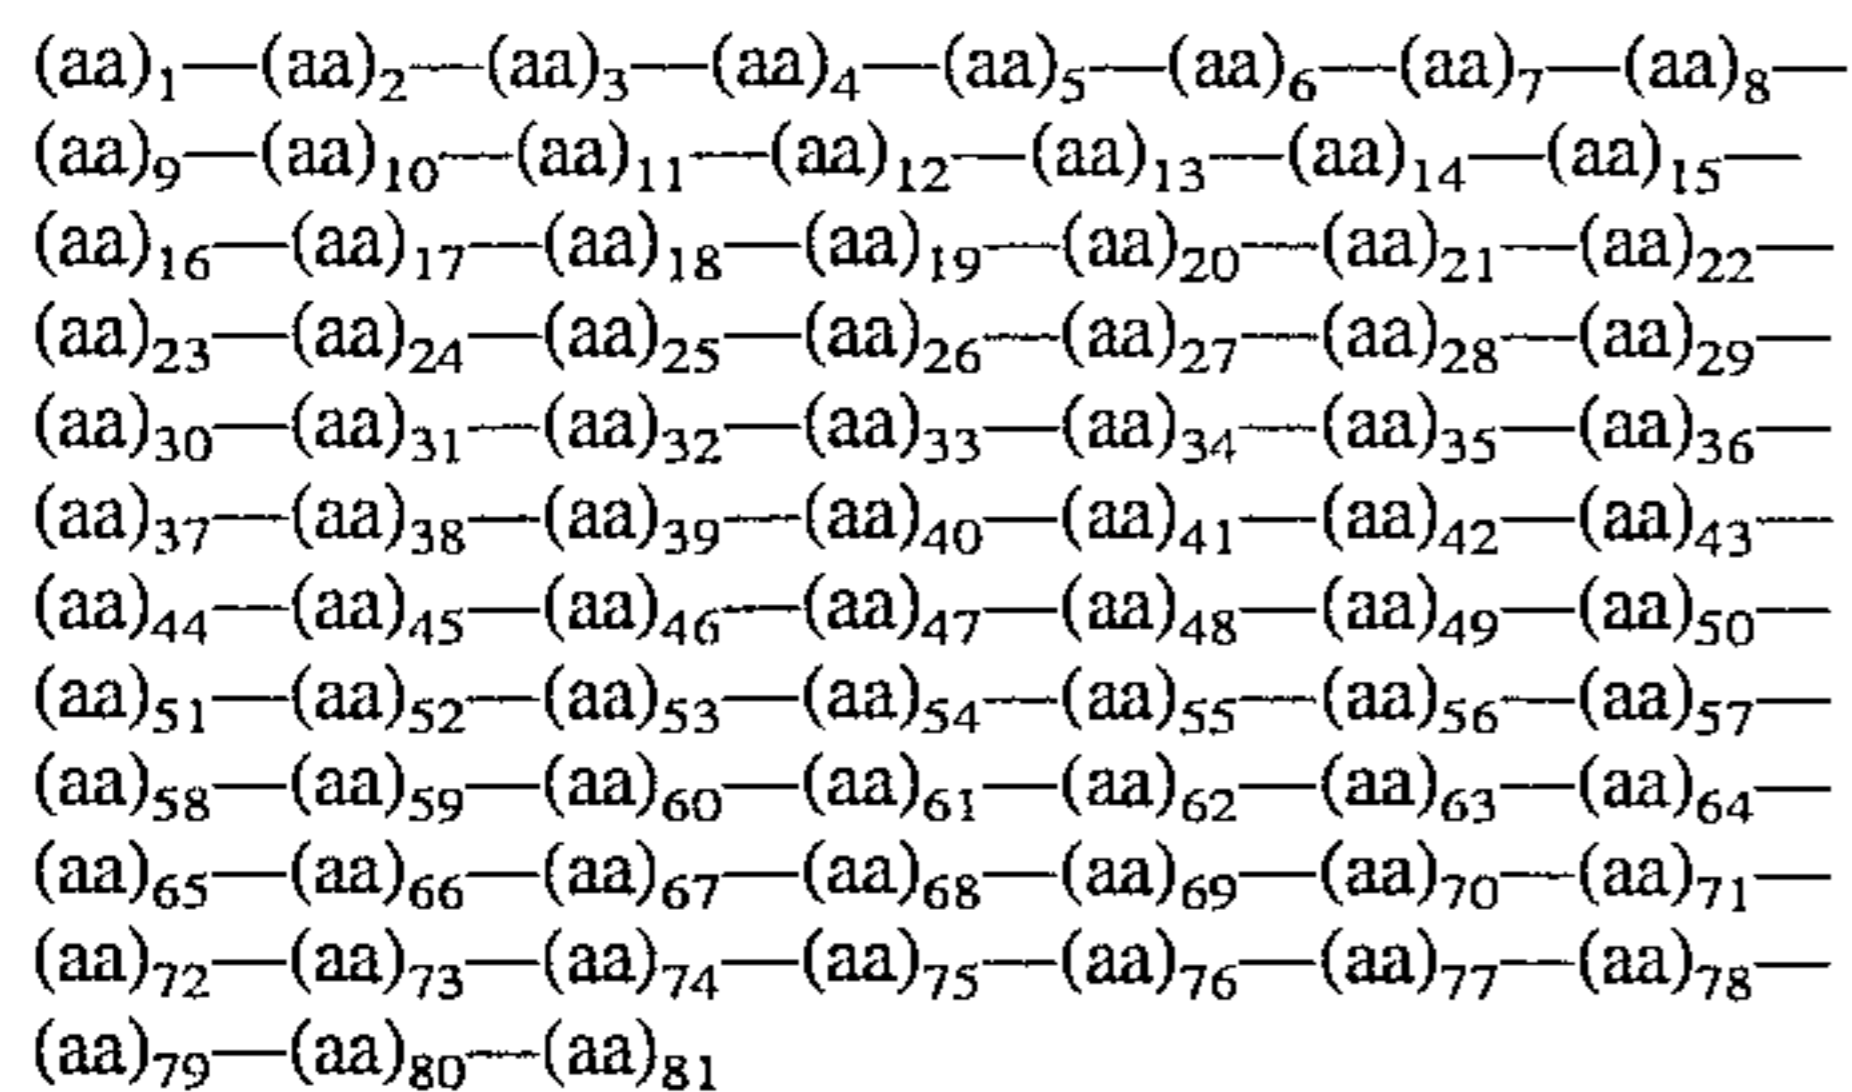 (aa)₁—(aa)₂—(aa)₃—(aa)₄—(aa)₅—(aa)₆—(aa)₇—(aa)₈—
(aa)₉—(aa)₁₀—(aa)₁₁—(aa)₁₂—(aa)₁₃—(aa)₁₄—(aa)₁₅—
(aa)₁₆—(aa)₁₇—(aa)₁₈—(aa)₁₉—(aa)₂₀—(aa)₂₁—(aa)₂₂—
(aa)₂₃—(aa)₂₄—(aa)₂₅—(aa)₂₆—(aa)₂₇—(aa)₂₈—(aa)₂₉—
(aa)₃₀—(aa)₃₁—(aa)₃₂—(aa)₃₃—(aa)₃₄—(aa)₃₅—(aa)₃₆—
(aa)₃₇—(aa)₃₈—(aa)₃₉—(aa)₄₀—(aa)₄₁—(aa)₄₂—(aa)₄₃—
(aa)₄₄—(aa)₄₅—(aa)₄₆—(aa)₄₇—(aa)₄₈—(aa)₄₉—(aa)₅₀—
(aa)₅₁—(aa)₅₂—(aa)₅₃—(aa)₅₄—(aa)₅₅—(aa)₅₆—(aa)₅₇—
(aa)₅₈—(aa)₅₉—(aa)₆₀—(aa)₆₁—(aa)₆₂—(aa)₆₃—(aa)₆₄—
(aa)₆₅—(aa)₆₆—(aa)₆₇—(aa)₆₈—(aa)₆₉—(aa)₇₀—(aa)₇₁—
(aa)₇₂—(aa)₇₃—(aa)₇₄—(aa)₇₅—(aa)₇₆—(aa)₇₇—(aa)₇₈—
(aa)₇₉—(aa)₈₀—(aa)₈₁